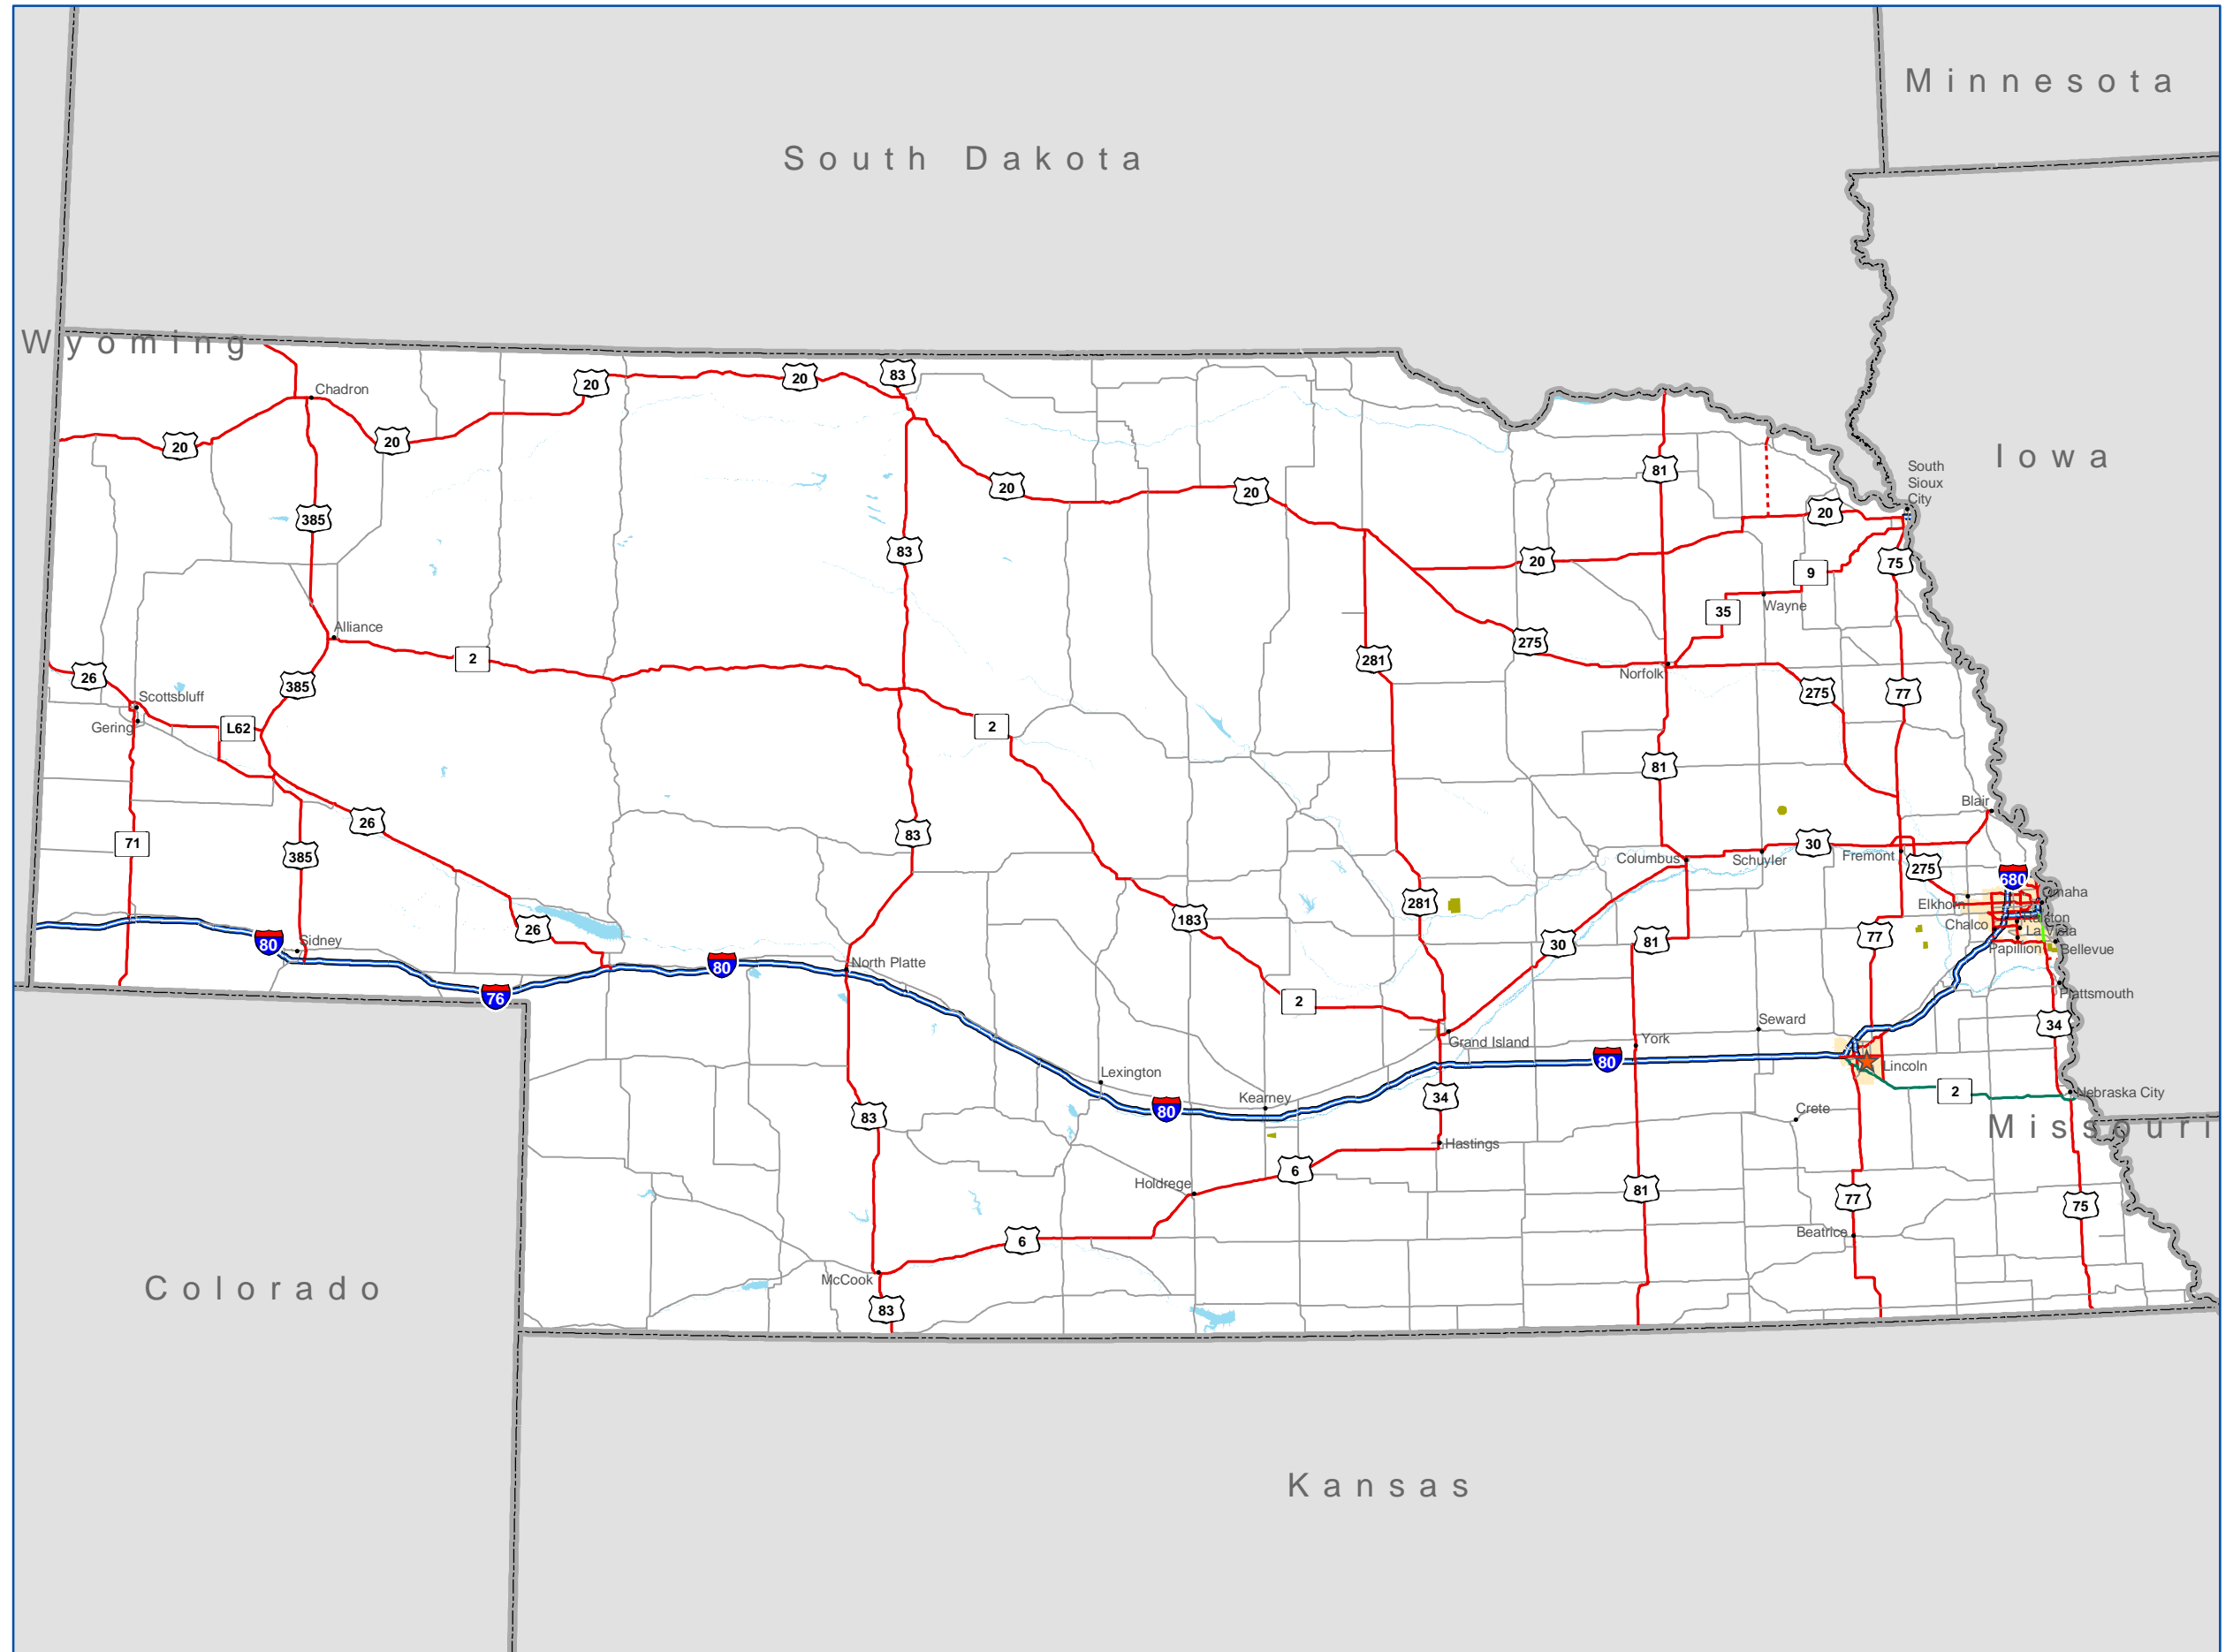 Minnesota
South Dakota
Wyoming
83
20
20
Chadron
20
20
Iowa
81
South
Sioux
City
20
20
20
385
83
20
75
9
35
Wayne
Alliance
2
275
281
26
385
Norfolk
275
77
Scottsbluff
Gering
L62
2
81
Blair
26
83
71
385
30
Columbus
Schuyler
Fremont
275
680
Omaha
281
Elkhorn
183
Ralston
Chalco
La Vista
26
80
Sidney
30
81
77
Papillion
Bellevue
80
North Platte
76
Plattsmouth
2
Seward
34
Grand Island
York
80
Lincoln
Lexington
2
Nebraska City
Kearney
34
80
Crete
83
Missouri
Hastings
6
Holdrege
81
77
75
Beatrice
6
McCook
Colorado
83
Kansas